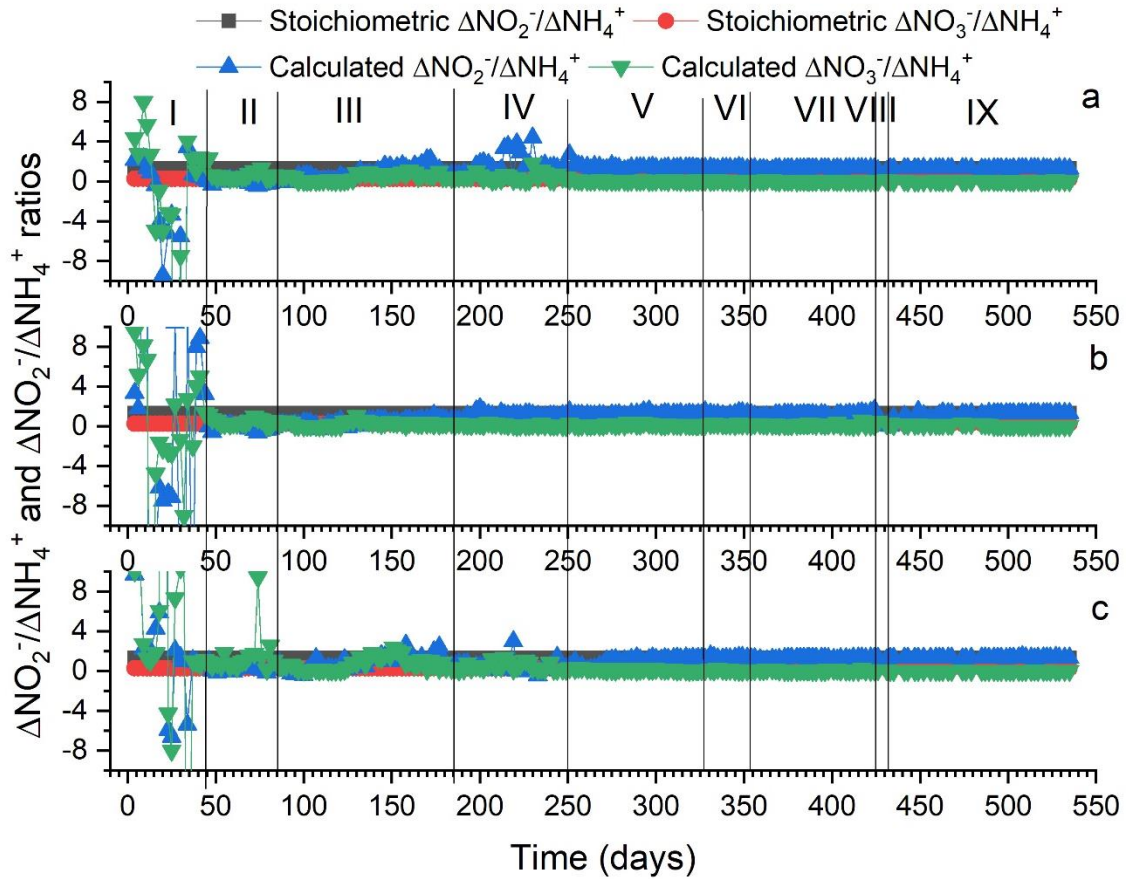 Stoichiometric ΔNO₂⁻/ΔNH₄⁺ Stoichiometric ΔNO₃⁻/ΔNH₄⁺
Calculated ΔNO₂⁻/ΔNH₄⁺ Calculated ΔNO₃⁻/ΔNH₄⁺
ΔNO₂⁻/ΔNH₄⁺ and ΔNO₂⁻/ΔNH₄⁺ ratios
I II III IV V VI VII VIII IX a
8
4
0
-4
-8
0 50 100 150 200 250 300 350 400 450 500 550
b
8
4
0
-4
-8
0 50 100 150 200 250 300 350 400 450 500 550
c
8
4
0
-4
-8
0 50 100 150 200 250 300 350 400 450 500 550
Time (days)